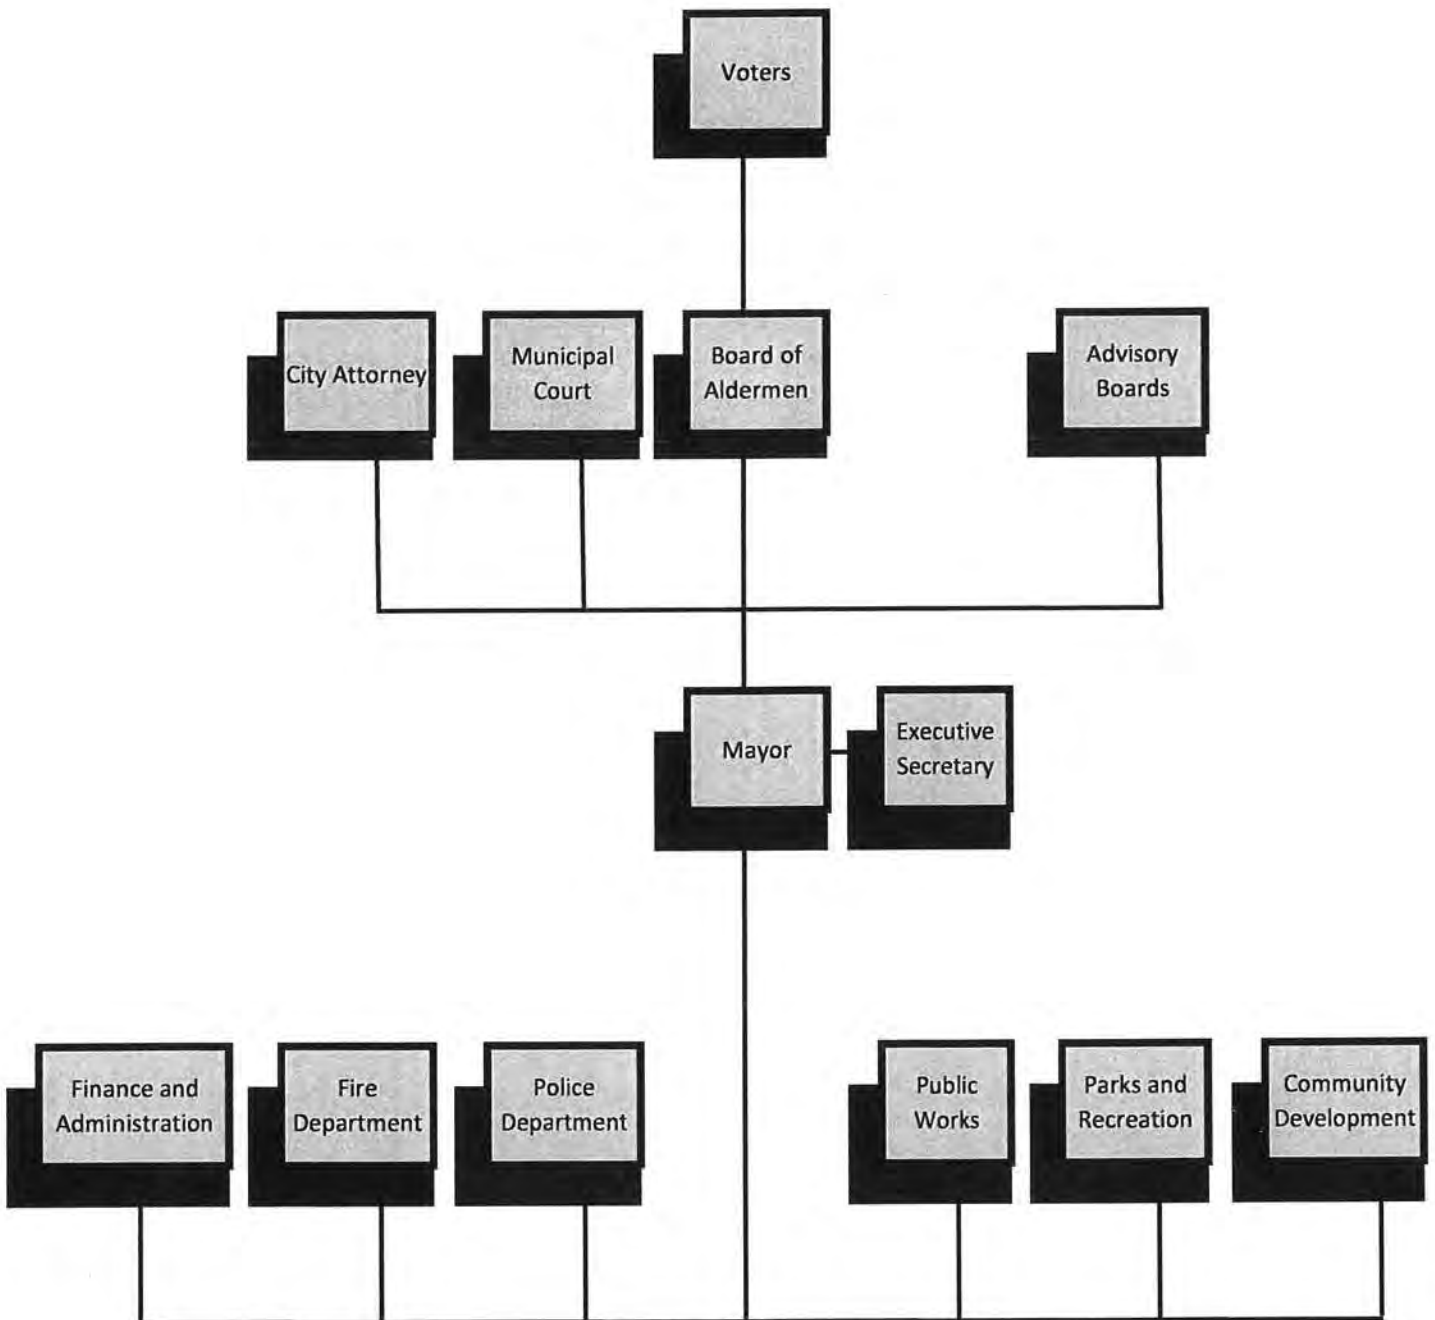 Voters
City Attorney
Municipal
Court
Board of
Aldermen
Advisory
Boards
Mayor
Executive
Secretary
Finance and
Administration
Fire
Department
Police
Department
Public
Works
Parks and
Recreation
Community
Development